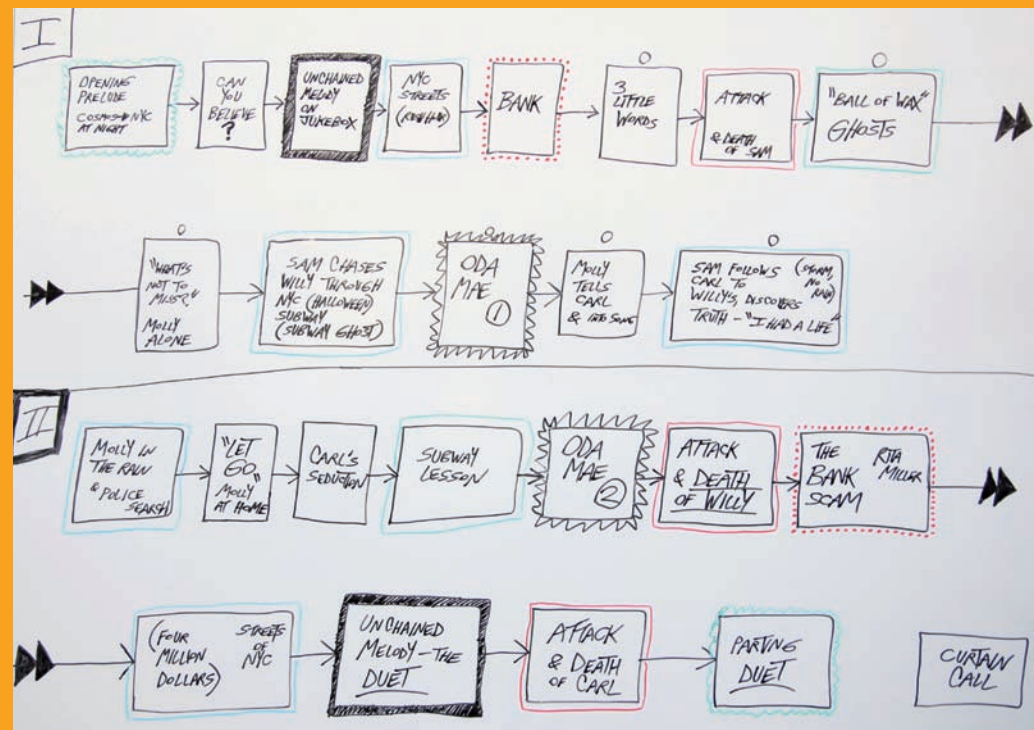 I
OPENING
PRELUDE
COSMOS → NYC
AT NIGHT
CAN
YOU
BELIEVE
?
UNCHAINED
MELODY
ON
JUKEBOX
NYC
STREETS
BANK
3
LITTLE
WORDS
ATTACK
& DEATH
OF SAM
"BALL OF WAX"
GHOSTS
"WHAT'S
NOT TO
MOLLY
ALONE
SAM CHASES
WILLY THROUGH
NYC (HALLOWEEN)
SUBWAY
(SUBWAY GHOST)
ODA
MAE
1
MOLLY
TELLS
CARL
& INTO SONG
SAM FOLLOWS (STORM,
CARL TO NO
WILLY'S, DISCOVERS RAIN)
TRUTH - "I HAD A LIFE"
II
MOLLY IN
THE RAIN
& POLICE
SEARCH
"LET
GO,"
MOLLY
AT HOME
CARL'S
SEDUCTION
SUBWAY
LESSON
ODA
MAE
2
ATTACK
& DEATH
OF WILLY
THE
BANK
SCAM
RITA
MILLER
(FOUR
MILLION
DOLLARS)
STREETS
OF
NYC
UNCHAINED
MELODY - THE
DUET
ATTACK
& DEATH
OF CARL
PARTING
DUET
CURTAIN
CALL